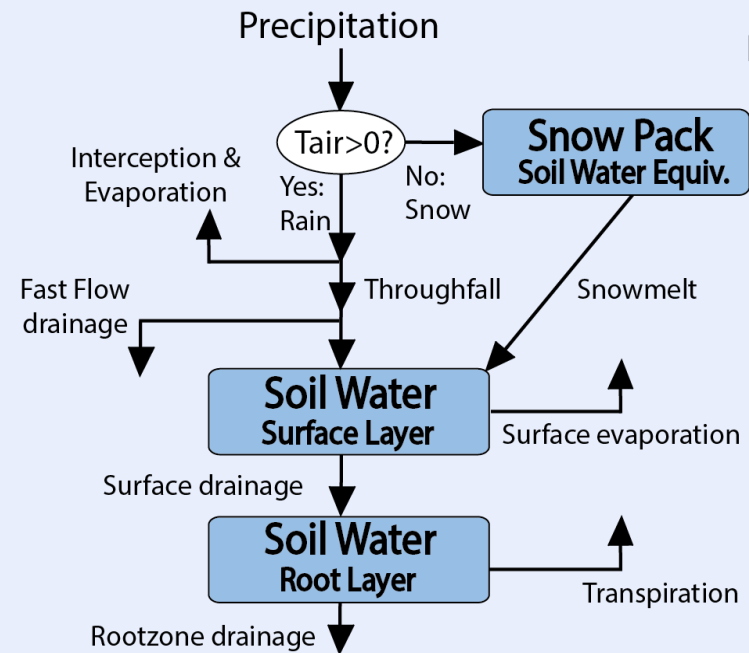 Precipitation
Tair>0?
Snow Pack
Soil Water Equiv.
Interception &
Evaporation
Yes:
Rain
No:
Snow
Fast Flow
drainage
Throughfall
Snowmelt
Soil Water
Surface Layer
Surface evaporation
Surface drainage
Soil Water
Root Layer
Transpiration
Rootzone drainage